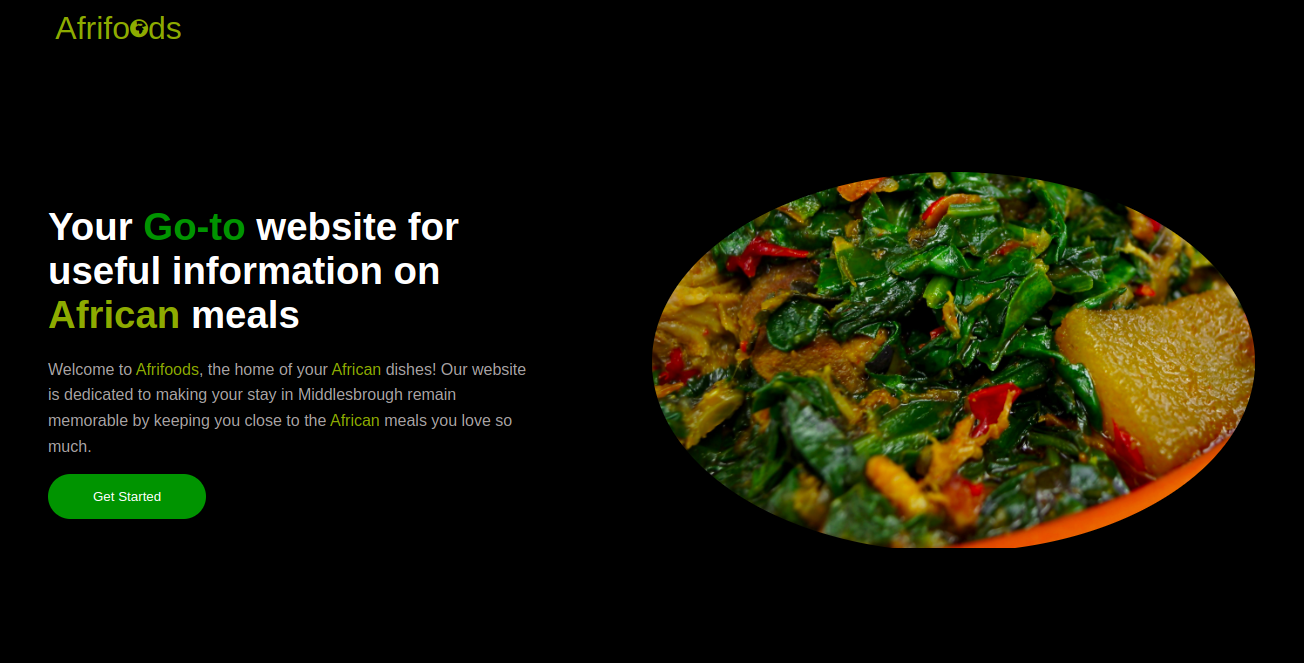 Afrifoods
Your Go-to website for
useful information on
African meals
Welcome to Afrifoods, the home of your African dishes! Our website
is dedicated to making your stay in Middlesbrough remain
memorable by keeping you close to the African meals you love so
much.
Get Started